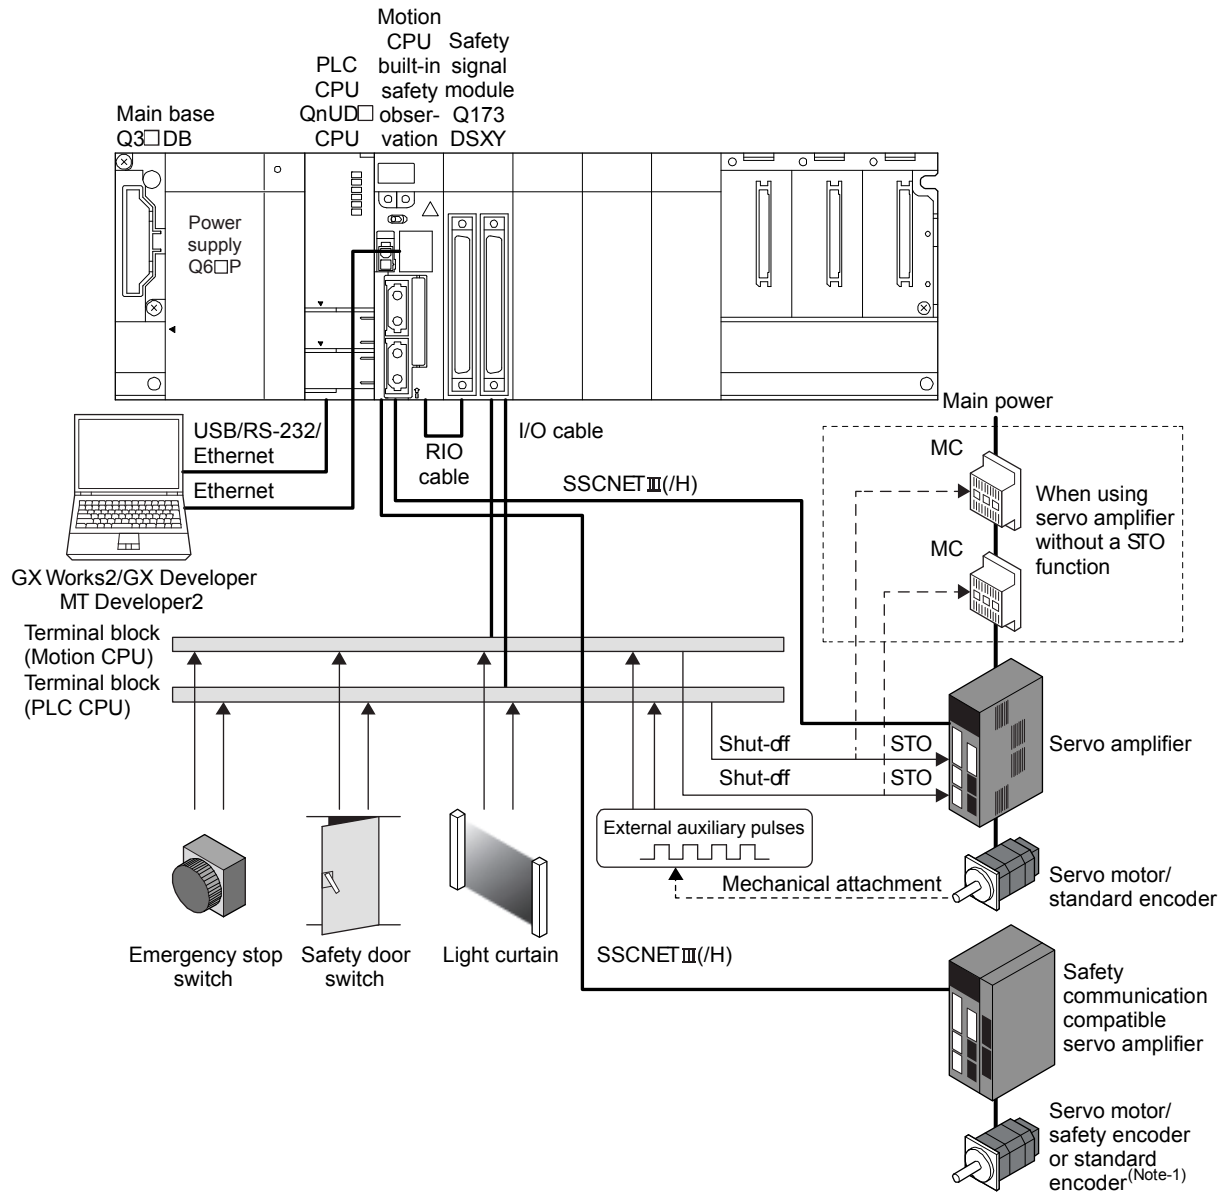 Motion
CPU
built-in
safety
obser-
vation
Safety
signal
module
Q173
DSXY
PLC
CPU
QnUD□
CPU
Main base
Q3□DB
Power
supply
Q6□P
USB/RS-232/
Ethernet
Ethernet
RIO
cable
I/O cable
SSCNETⅢ(/H)
Main power
MC
MC
When using
servo amplifier
without a STO
function
GX Works2/GX Developer
MT Developer2
Terminal block
(Motion CPU)
Terminal block
(PLC CPU)
Shut-off
STO
Shut-off
STO
Servo amplifier
External auxiliary pulses
Mechanical attachment
Servo motor/
standard encoder
Emergency stop
switch
Safety door
switch
Light curtain
SSCNETⅢ(/H)
Safety
communication
compatible
servo amplifier
Servo motor/
safety encoder
or standard
encoder(Note-1)